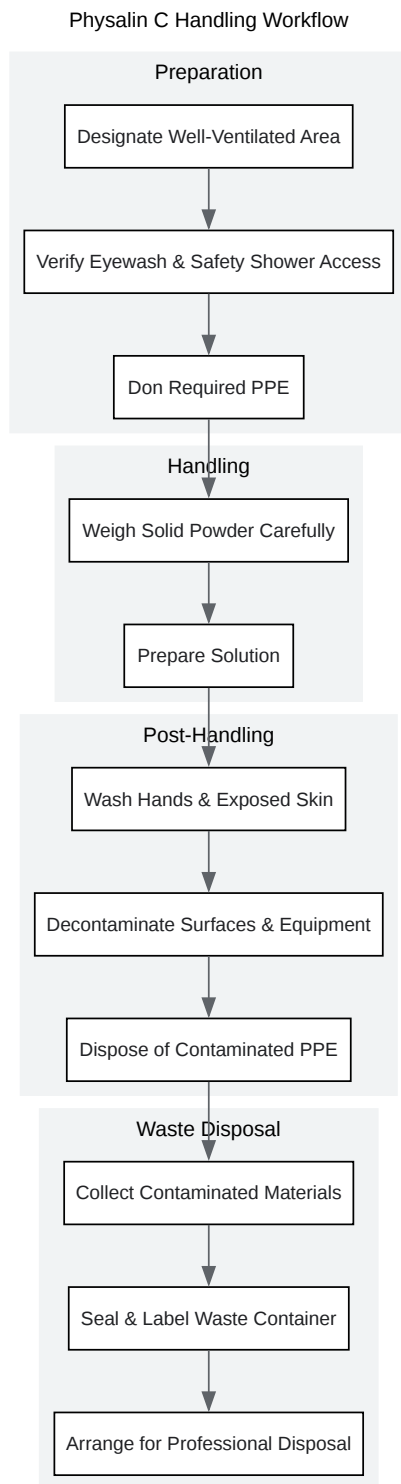 Physalin C Handling Workflow
Preparation
Designate Well-Ventilated Area
Verify Eyewash & Safety Shower Access
Don Required PPE
Handling
Weigh Solid Powder Carefully
Prepare Solution
Post-Handling
Wash Hands & Exposed Skin
Decontaminate Surfaces & Equipment
Dispose of Contaminated PPE
Waste Disposal
Collect Contaminated Materials
Seal & Label Waste Container
Arrange for Professional Disposal